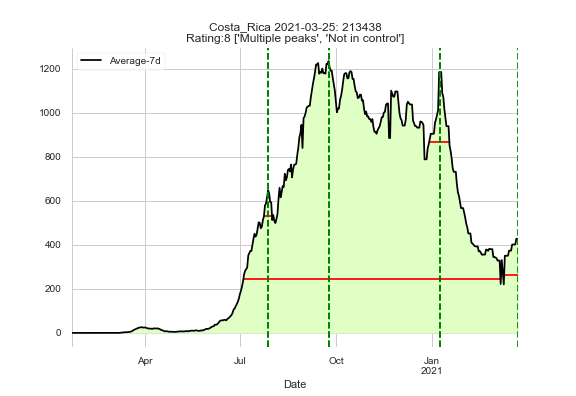 Costa_Rica 2021-03-25: 213438
Rating:8 ['Multiple peaks', 'Not in control']
Average-7d
1200
1000
800
600
400
200
0
Apr
Jul
Oct
Jan
2021
Date